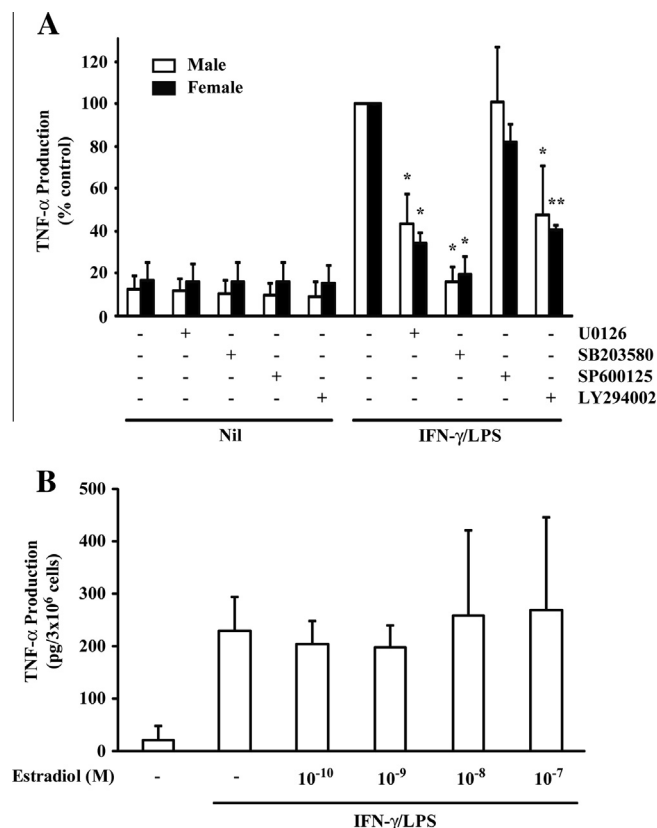 A
TNF-α Production
(% control)
120
100
80
60
40
20
0
Male
Female
* * * * * **
- + - - - - + - - - U0126
- - + - - - - + - - SB203580
- - - + - - - - + - SP600125
- - - - + - - - - + LY294002
Nil IFN-γ/LPS
B
TNF-α Production
(pg/3x10⁶ cells)
500
400
300
200
100
0
Estradiol (M) - - 10⁻¹⁰ 10⁻⁹ 10⁻⁸ 10⁻⁷
IFN-γ/LPS